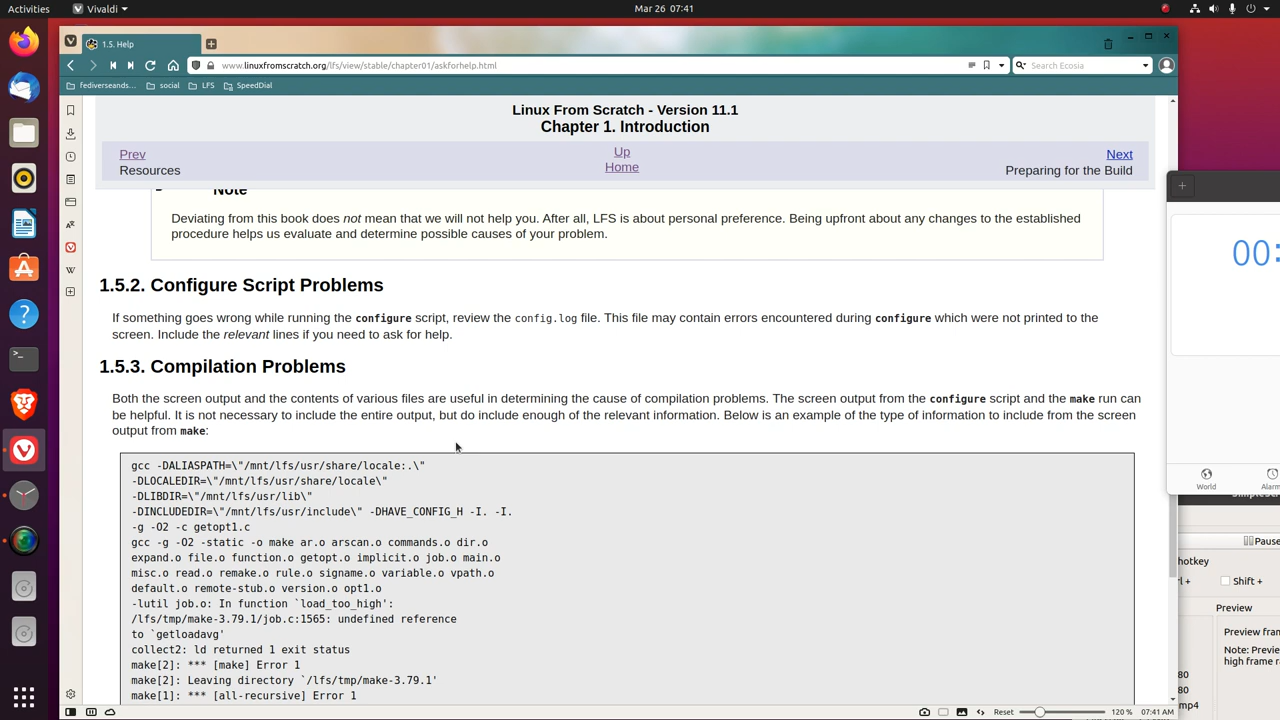 Activities
Vivaldi
Mar 26 07:41
1.5. Help
www.linuxfromscratch.org/lfs/view/stable/chapter01/askforhelp.html
Search Ecosia
fediverseands...
social
LFS
SpeedDial
Linux From Scratch - Version 11.1
Chapter 1. Introduction
Prev
Up
Next
Resources
Home
Preparing for the Build
Note
Deviating from this book does not mean that we will not help you. After all, LFS is about personal preference. Being upfront about any changes to the established
procedure helps us evaluate and determine possible causes of your problem.
1.5.2. Configure Script Problems
If something goes wrong while running the configure script, review the config.log file. This file may contain errors encountered during configure which were not printed to the
screen. Include the relevant lines if you need to ask for help.
1.5.3. Compilation Problems
Both the screen output and the contents of various files are useful in determining the cause of compilation problems. The screen output from the configure script and the make run can
be helpful. It is not necessary to include the entire output, but do include enough of the relevant information. Below is an example of the type of information to include from the screen
output from make:
gcc -DALIASPATH=\"/mnt/lfs/usr/share/locale:.\"
-DLOCALEDIR=\"/mnt/lfs/usr/share/locale\"
-DLIBDIR=\"/mnt/lfs/usr/lib\"
-DINCLUDEDIR=\"/mnt/lfs/usr/include\" -DHAVE_CONFIG_H -I. -I.
-g -O2 -c getopt1.c
gcc -g -O2 -static -o make ar.o arscan.o commands.o dir.o
expand.o file.o function.o getopt.o implicit.o job.o main.o
misc.o read.o remake.o rule.o signame.o variable.o vpath.o
default.o remote-stub.o version.o opt1.o
-lutil job.o: In function `load_too_high':
/lfs/tmp/make-3.79.1/job.c:1565: undefined reference
to `getloadavg'
collect2: ld returned 1 exit status
make[2]: *** [make] Error 1
make[2]: Leaving directory `/lfs/tmp/make-3.79.1'
make[1]: *** [all-recursive] Error 1
Reset
120 %
07:41 AM
00:
World
Alarm
Pause
hotkey
rl +
Shift +
Preview
Preview fram
Note: Previe
high frame ra
80
80
mp4